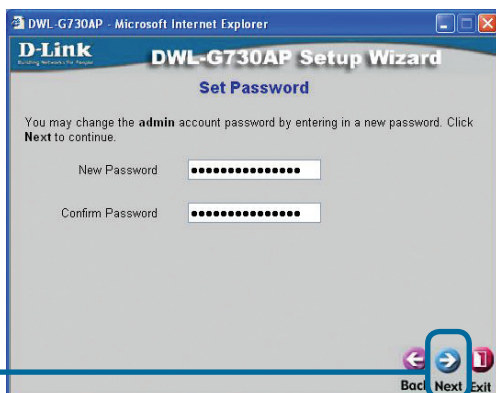 DWL-G730AP - Microsoft Internet Explorer
D-Link
Building Networks for People
DWL-G730AP Setup Wizard
Set Password
You may change the admin account password by entering in a new password. Click
Next to continue.
New Password
Confirm Password
Back Next Exit